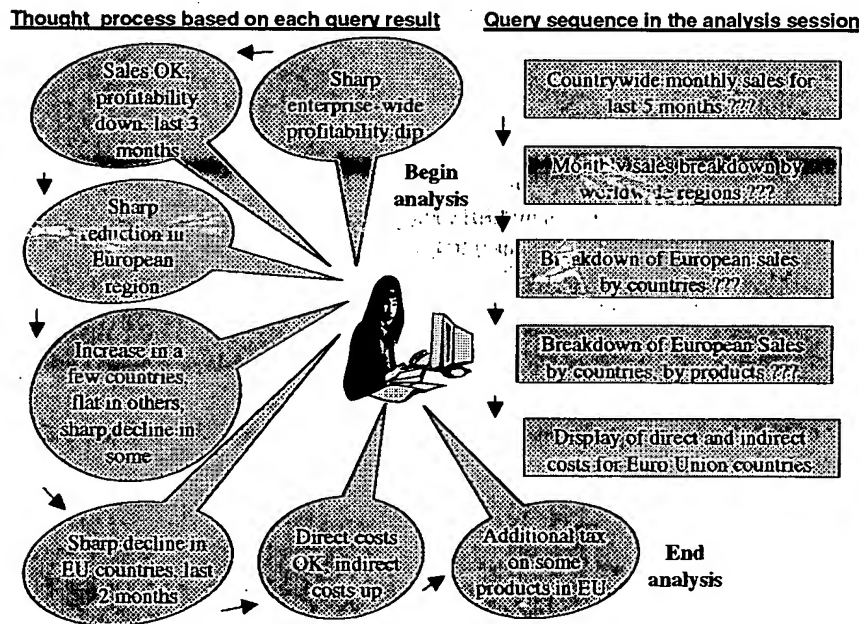 Thought process based on each query result
Query sequence in the analysis session
Sharp
enterprise-wide
profitability dip
Begin
analysis
Sales OK,
profitability
down, last 3
months
Sharp
reduction in
European
region
Increase in a
few countries,
flat in others,
sharp decline in
some
Sharp decline in
EU countries, last
2 months
Direct costs
OK, indirect
costs up
Additional tax
on some
products in EU
End
analysis
Countrywide monthly sales for
last 5 months ???
sales breakdown by
worldwide regions ???
Breakdown of European sales
by countries ???
Breakdown of European Sales
by countries, by products ???
Display of direct and indirect
costs for Euro Union countries